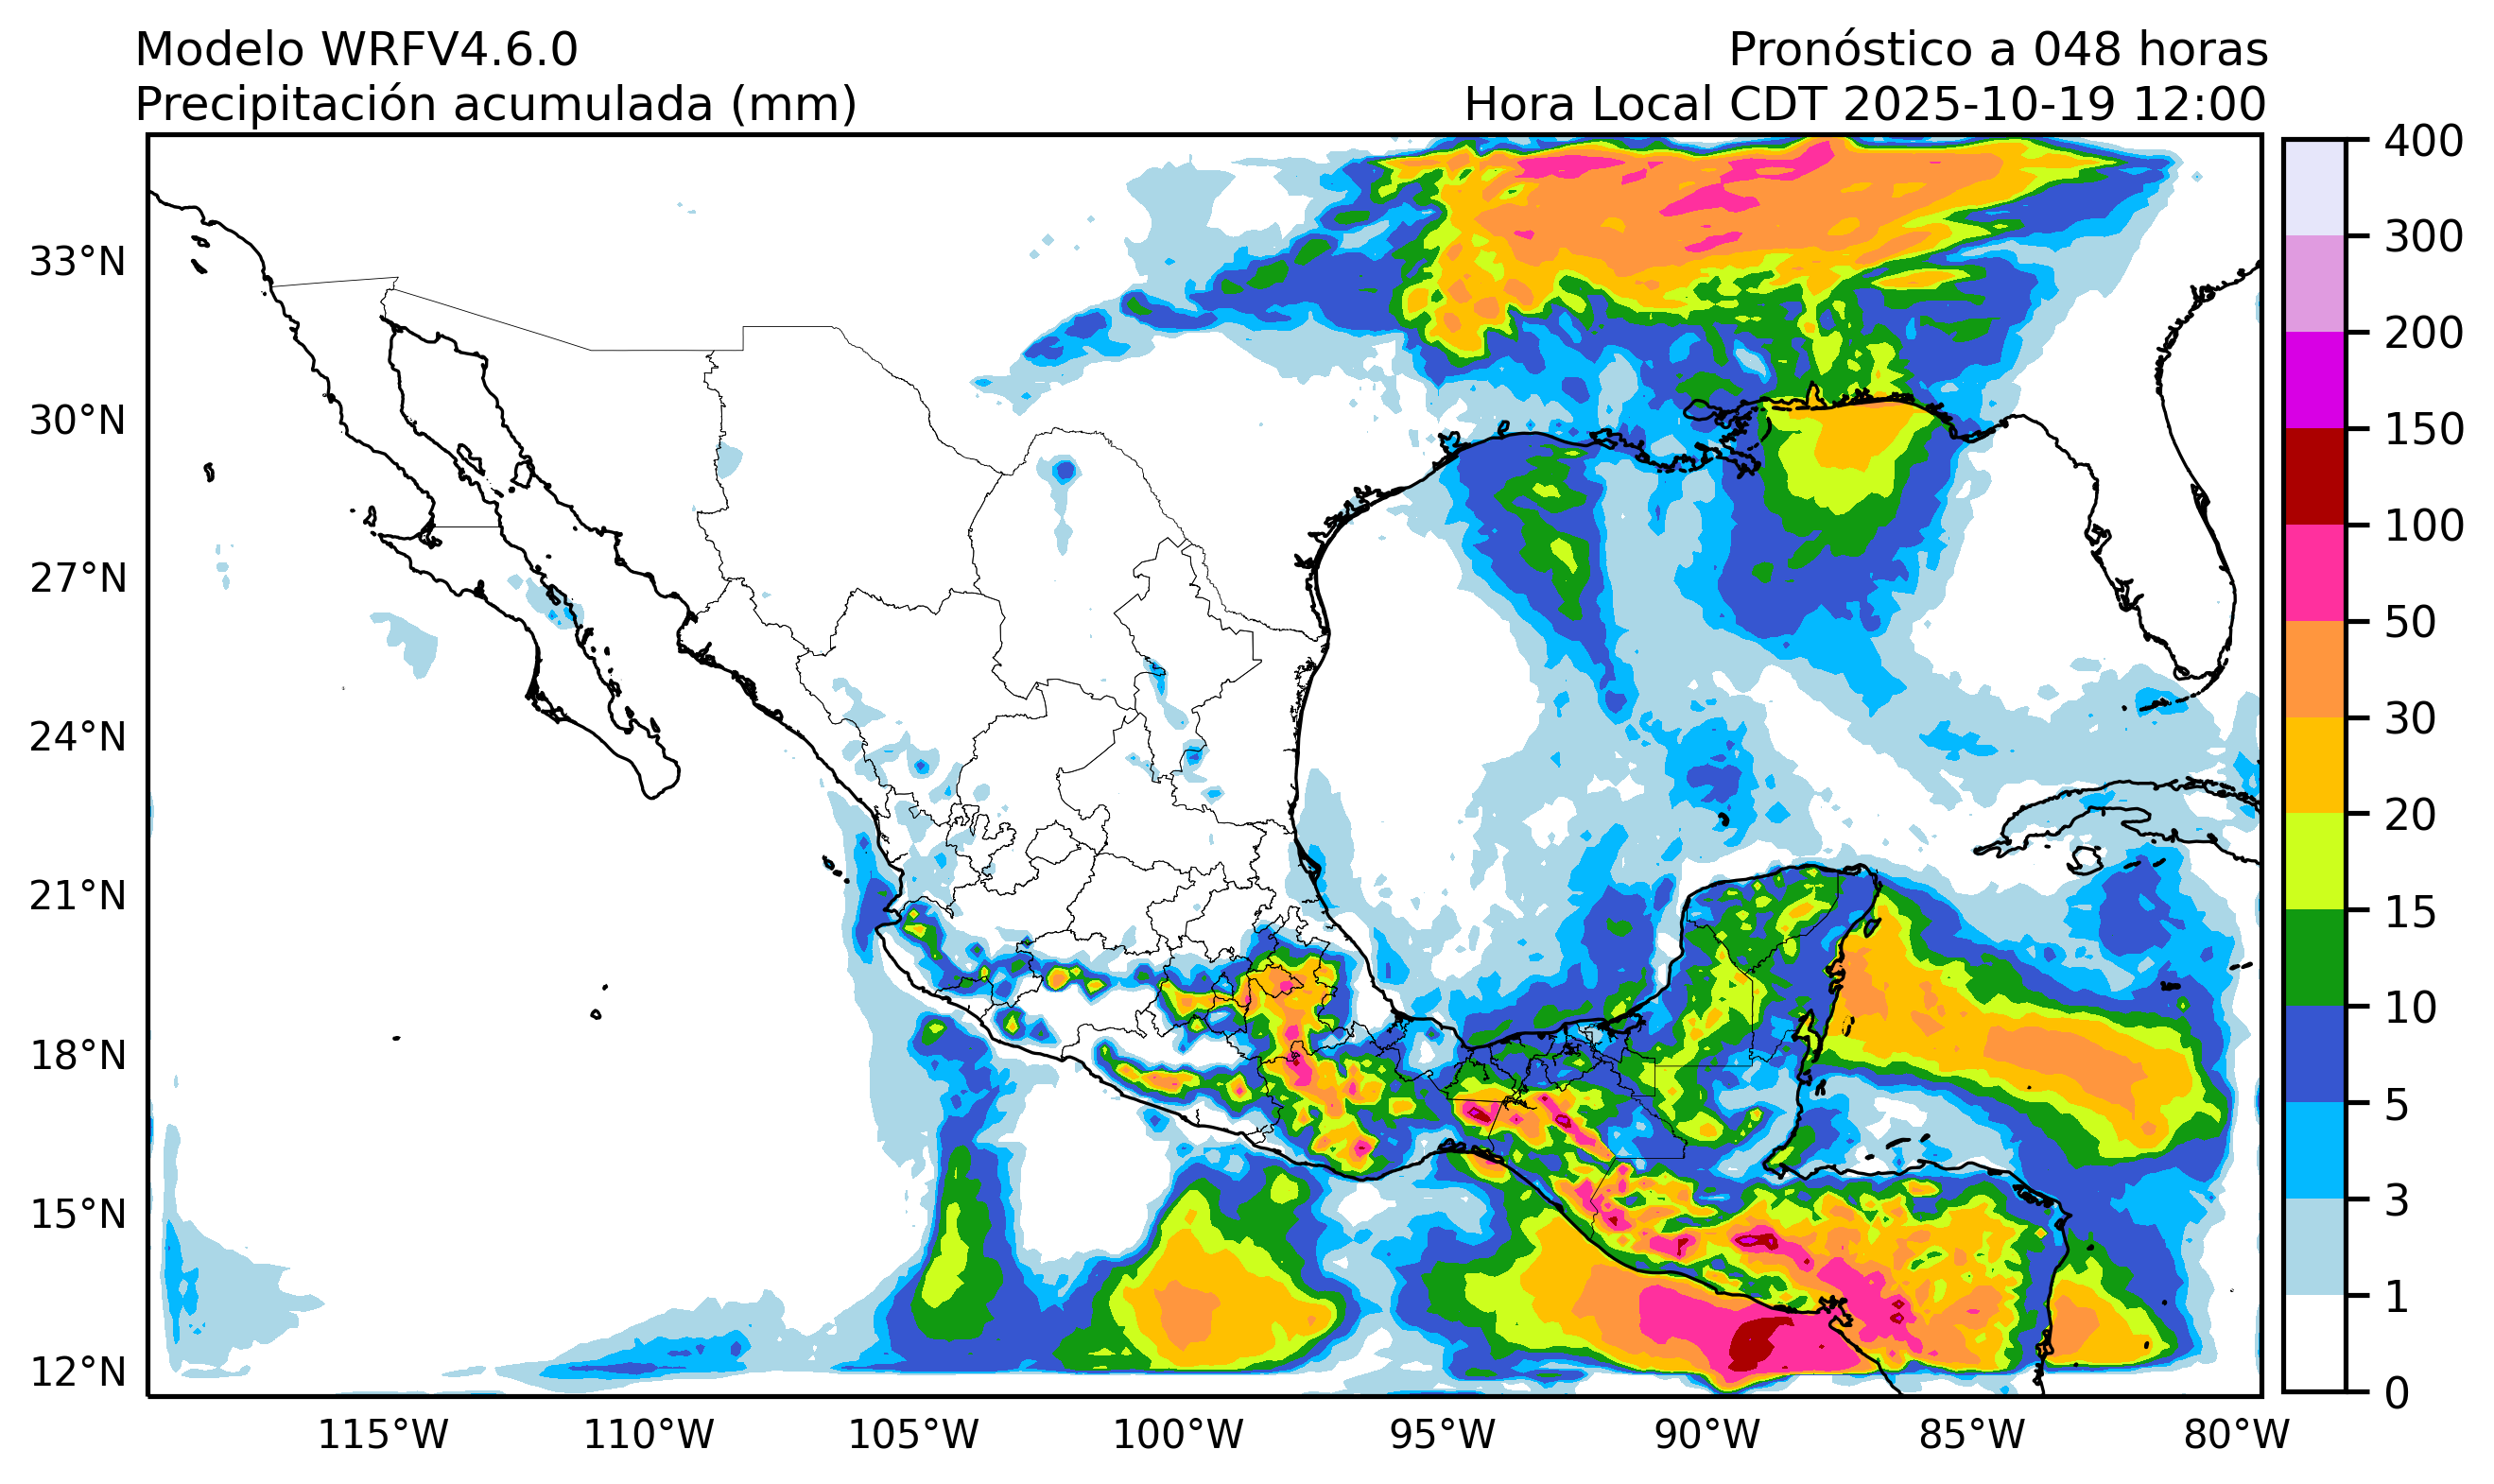 Modelo WRFV4.6.0
Pronóstico a 048 horas
Precipitación acumulada (mm)
Hora Local CDT 2025-10-19 12:00
33°N
30°N
27°N
24°N
21°N
18°N
15°N
12°N
115°W
110°W
105°W
100°W
95°W
90°W
85°W
80°W
400
300
200
150
100
50
30
20
15
10
5
3
1
0